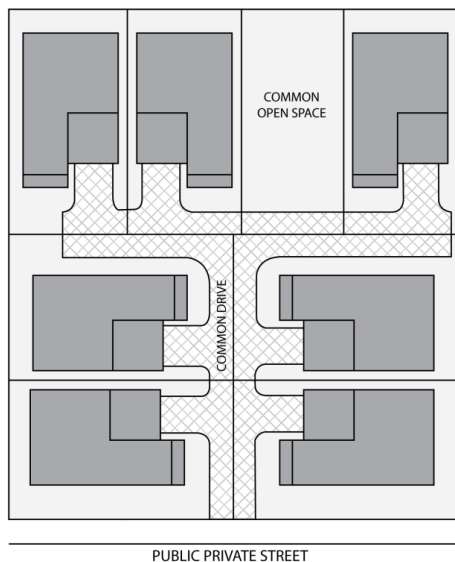 COMMON
OPEN SPACE
COMMON DRIVE
PUBLIC PRIVATE STREET